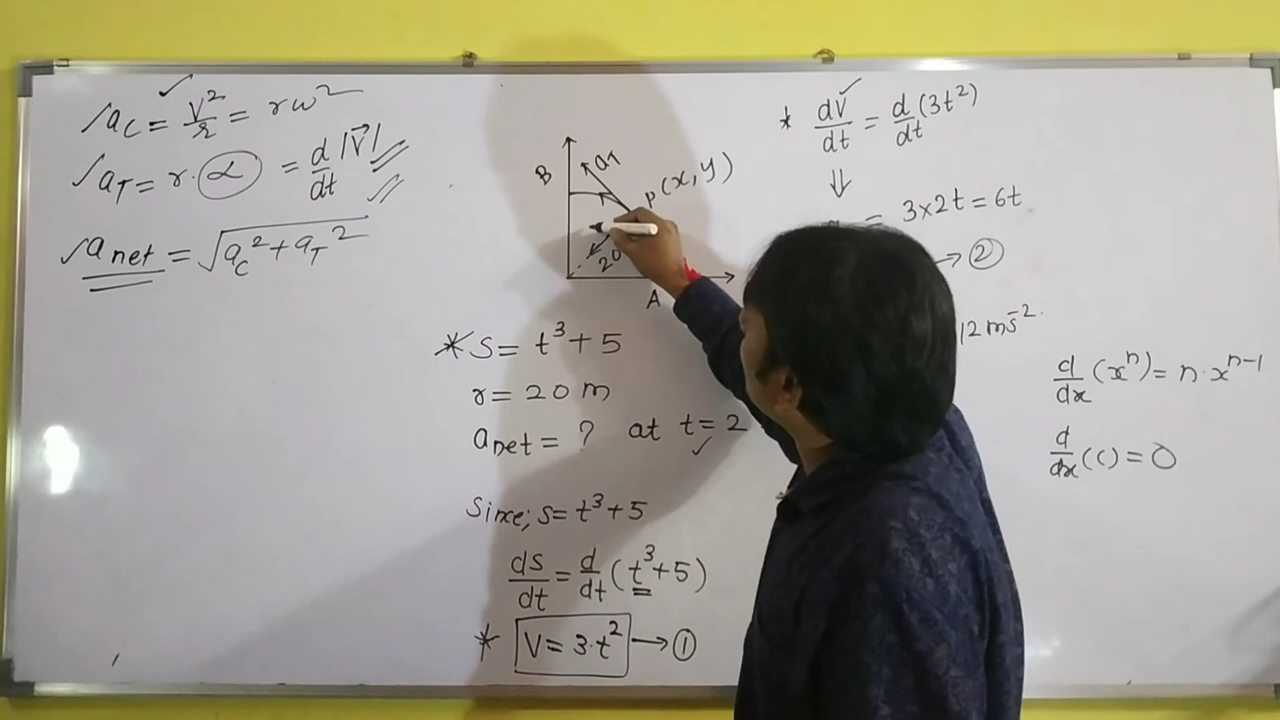 a_C = V²/r = rω²
a_T = r.α = d/dt |V⃗|
a_net = √(a_C² + a_T²)
B
a_T
P(x, y)
20
A
* S = t³ + 5
r = 20 m
a_net = ? at t = 2
Since; s = t³ + 5
ds/dt = d/dt (t³ + 5)
* V = 3·t² → ①
* dV/dt = d/dt (3t²)
⇓
= 3×2t = 6t
→ ②
12 ms⁻².
d/dx (xⁿ) = n·xⁿ⁻¹
d/dx (c) = 0